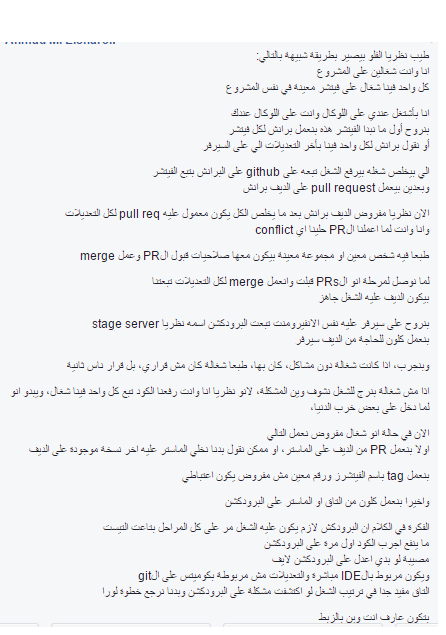 طيب نظريا الفلو بيصير بطريقة شبيهة بالتالي:
انا وانت شغالين على المشروع
كل واحد فينا شغال على فيتشر معينة في نفس المشروع
انا بأشتغل عندي على اللوكال وانت على اللوكال عندك
بنروح أول ما نبدا الفيتشر هذه بنعمل برانش لكل فيتشر
أو نقول برانش لكل واحد فينا بأخر التعديلات الي على السيرفر
الي بيخلص شغله بيرفع الشغل تبعه على github على البرانش بتبع الفيتشر
وبعدين بيعمل pull request على الديف برانش
الان نظريا مفروض الديف برانش بعد ما يخلص الكل يكون معمول عليه pull req لكل التعديلات
وانا وانت لما اعملنا الPR حلينا اي conflict
طبعا فيه شخص معين او مجموعة معينة بيكون معها صلاحيات قبول الPR وعمل merge
لما نوصل لمرحلة انو الPRs قبلت وانعمل merge لكل التعديلات تبعتنا
بيكون الديف عليه الشغل جاهز
بنروح على سيرفر عليه نفس الانفيرومنت تبعت البرودكشن اسمه نظريا stage server
بنعمل كلون للحاجة من الديف سيرفر
وبنجرب، اذا كانت شغالة دون مشاكل، كان بها، طبعا شغالة كان مش قراري، بل قرار ناس ثانية
اذا مش شغالة بنرج للشغل نشوف وين المشكلة، لانو نظريا انا وانت رفعنا الكود تبع كل واحد فينا شغال، وبيدو انو
لما دخل على بعض خرب الدنيا،
الان في حالة انو شغال مفروض نعمل التالي
اولا بنعمل PR من الديف على الماستر، او ممكن نقول بدنا نخلي الماستر عليه اخر نسخة موجودة على الديف
بنعمل tag باسم الفيتشرز ورقم معين مش مفروض يكون اعتباطي
واخيرا بنعمل كلون من التاق او الماستر على البرودكشن
الفكرة في الكلام ان البرودكش لازم يكون عليه الشغل مر على كل المراحل بتاعت التيست
ما ينفع اجرب الكود اول مرة على البرودكشن
مصيبة لو بدي اعدل على البرودكشن لايف
ويكون مربوط بالIDE مباشرة والتعديلات مش مربوطة بكوميتس على الgit
التاق مفيد جدا في ترتيب الشغل لو اكتشفت مشكلة على البرودكشن وبدنا نرجع خطوة لورا
بتكون عارف انت وين بالزبط